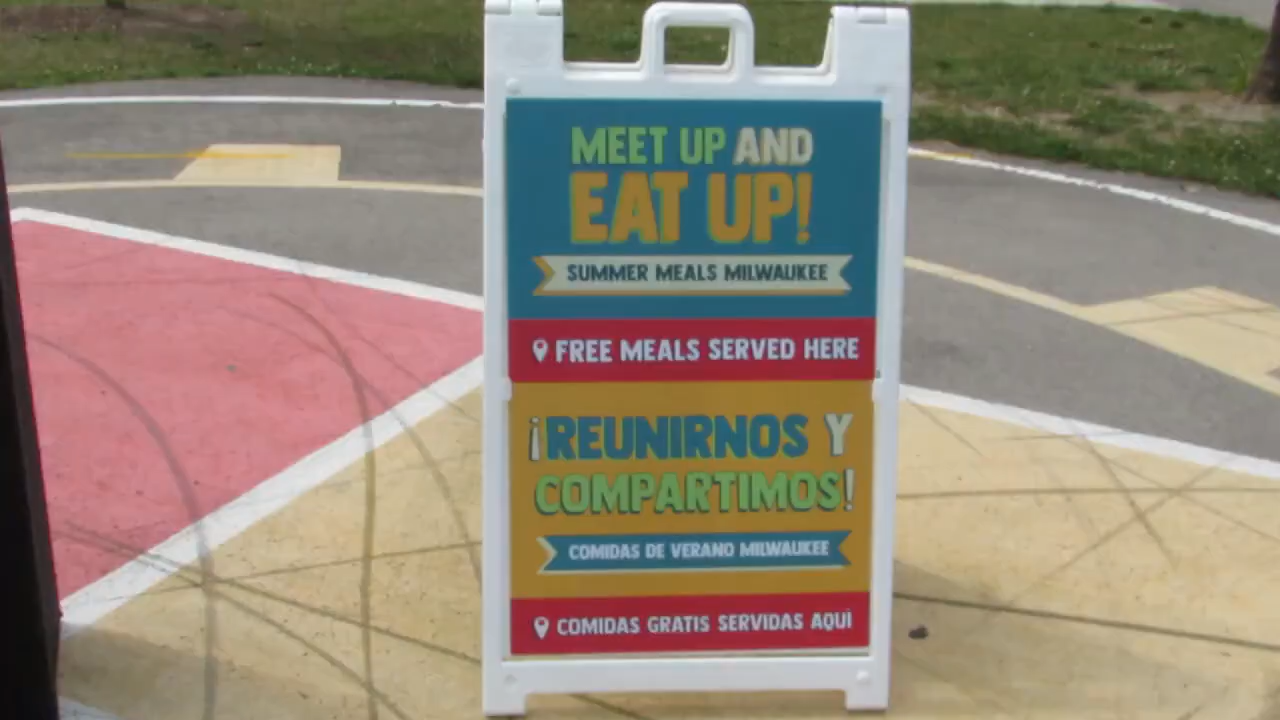 MEET UP AND
EAT UP!
SUMMER MEALS MILWAUKEE
FREE MEALS SERVED HERE
¡REUNIRNOS Y
COMPARTIMOS!
COMIDAS DE VERANO MILWAUKEE
COMIDAS GRATIS SERVIDAS AQUÍ